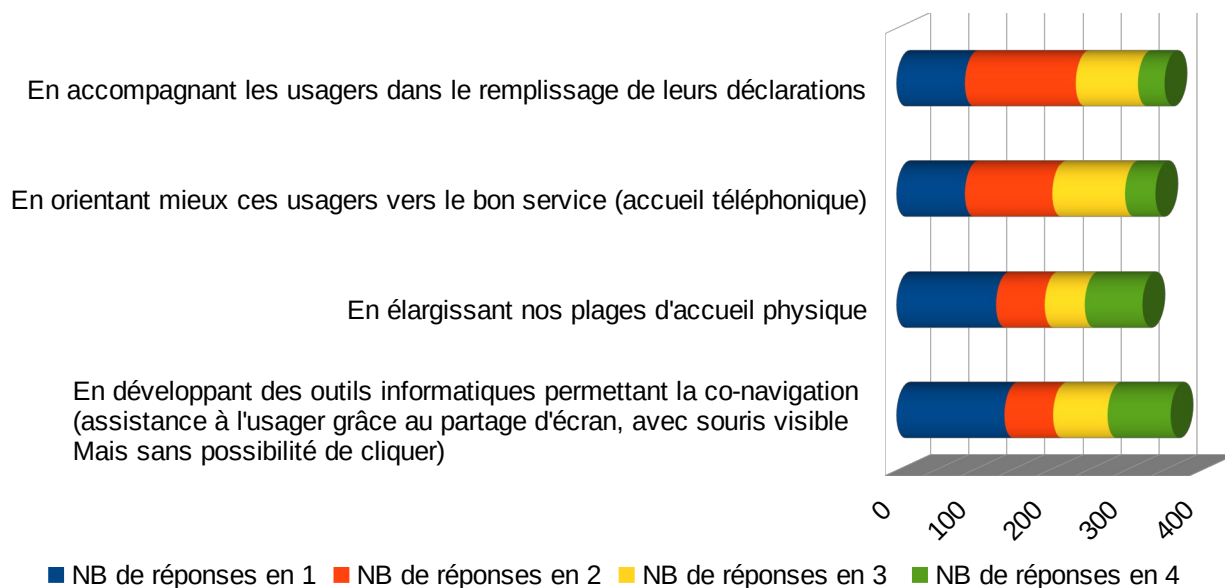 En accompagnant les usagers dans le remplissage de leurs déclarations
En orientant mieux ces usagers vers le bon service (accueil téléphonique)
En élargissant nos plages d'accueil physique
En développant des outils informatiques permettant la co-navigation
(assistance à l'usager grâce au partage d'écran, avec souris visible
Mais sans possibilité de cliquer)
0 100 200 300 400
NB de réponses en 1 NB de réponses en 2 NB de réponses en 3 NB de réponses en 4